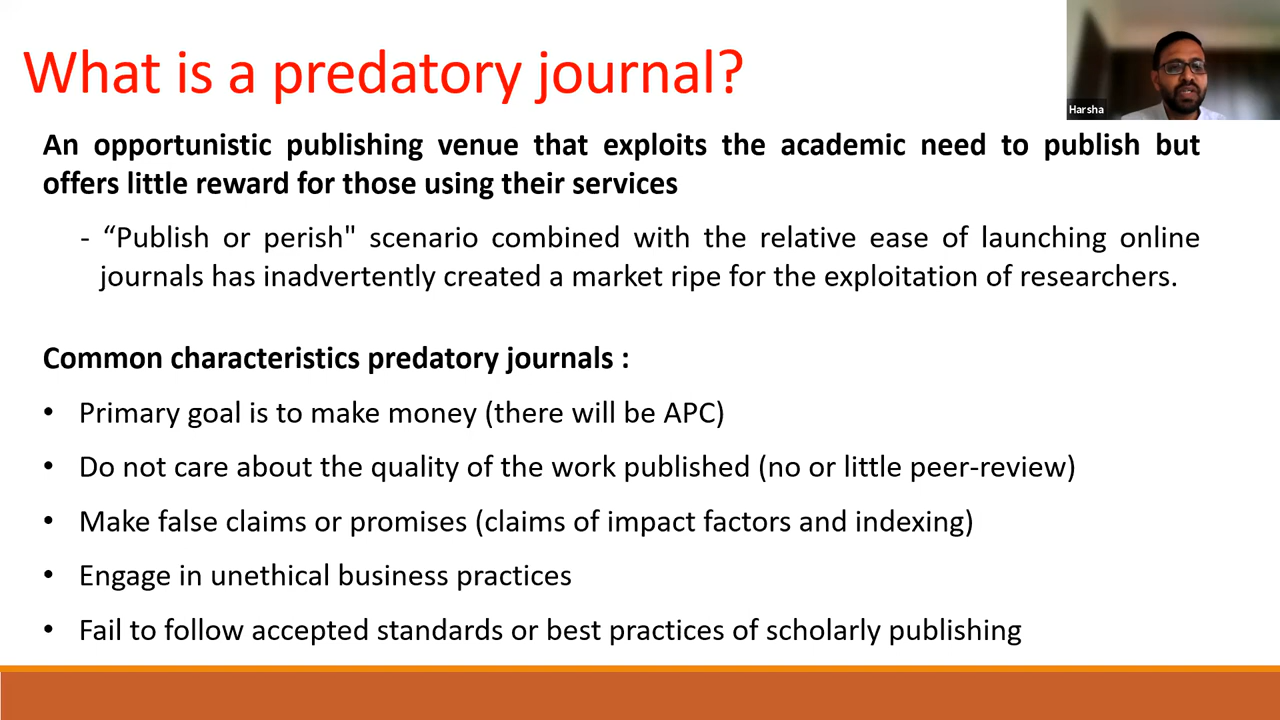 What is a predatory journal?
Harsha
An opportunistic publishing venue that exploits the academic need to publish but
offers little reward for those using their services
- “Publish or perish" scenario combined with the relative ease of launching online
journals has inadvertently created a market ripe for the exploitation of researchers.
Common characteristics predatory journals :
• Primary goal is to make money (there will be APC)
• Do not care about the quality of the work published (no or little peer-review)
• Make false claims or promises (claims of impact factors and indexing)
• Engage in unethical business practices
• Fail to follow accepted standards or best practices of scholarly publishing